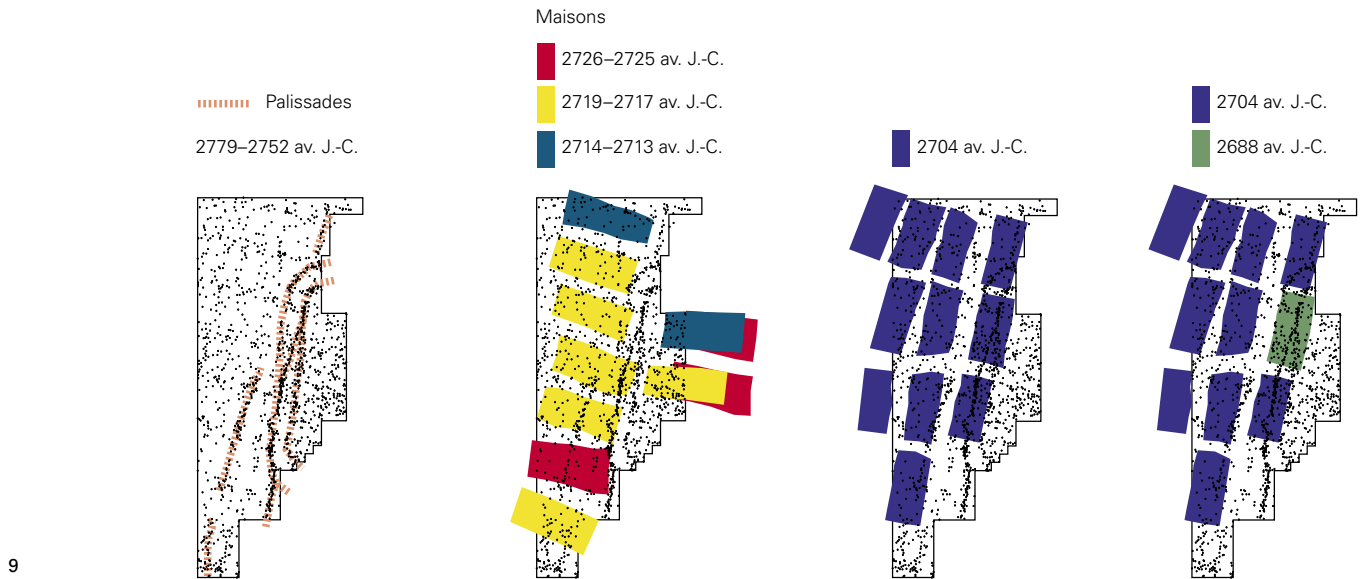 Maisons
2726–2725 av. J.-C.
Palissades
2719–2717 av. J.-C.
2704 av. J.-C.
2779–2752 av. J.-C.
2714–2713 av. J.-C.
2704 av. J.-C.
2688 av. J.-C.
9